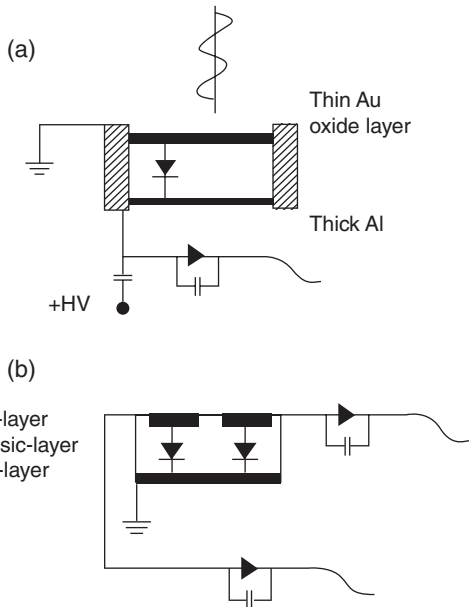 (a)
Thin Au
oxide layer
Thick Al
+HV
(b)
-layer
sic-layer
-layer